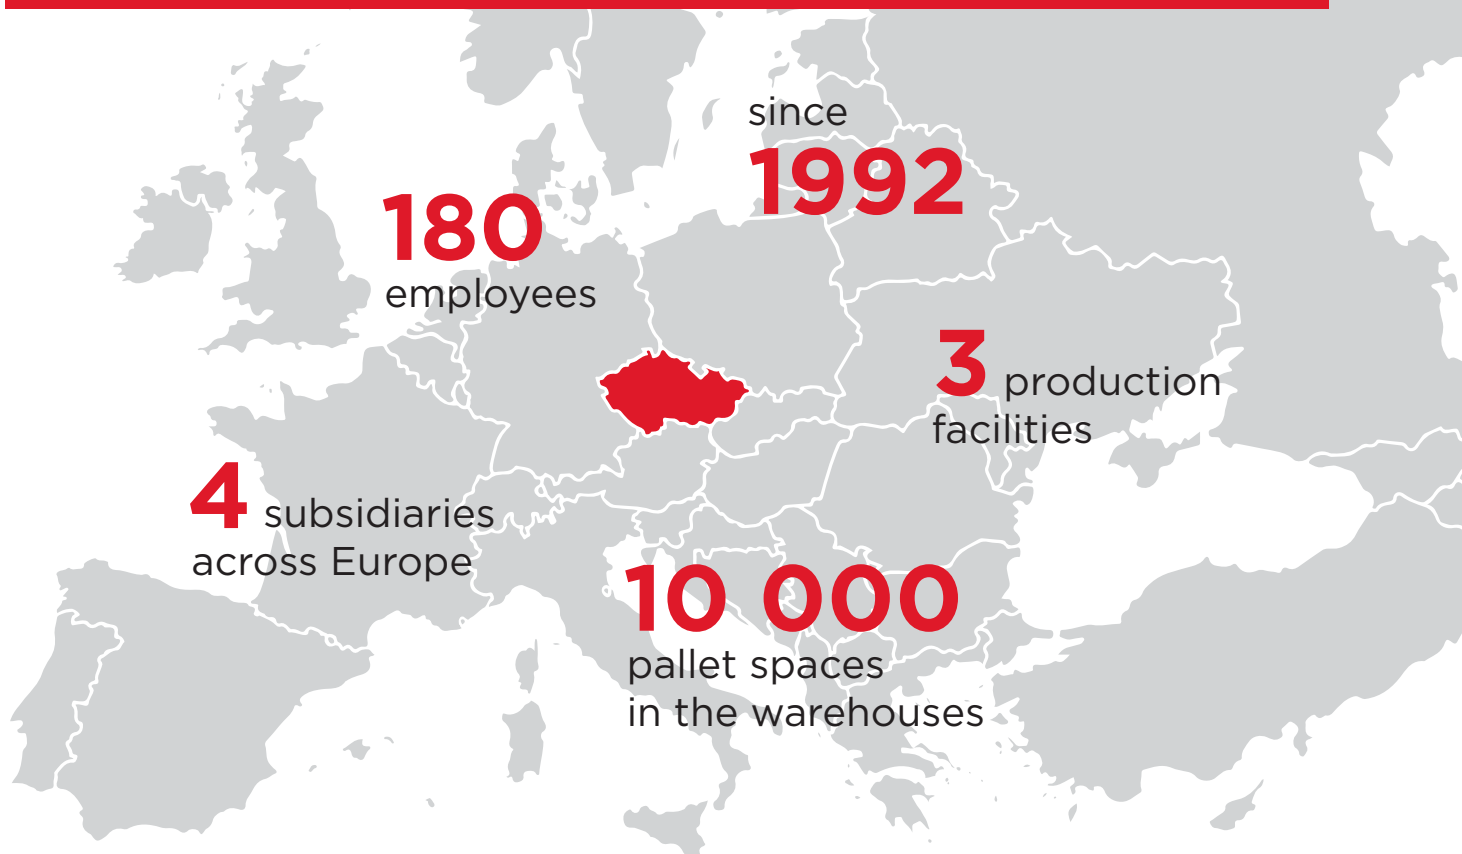 since
1992
180
employees
3 production
facilities
4 subsidiaries
across Europe
10 000
pallet spaces
in the warehouses